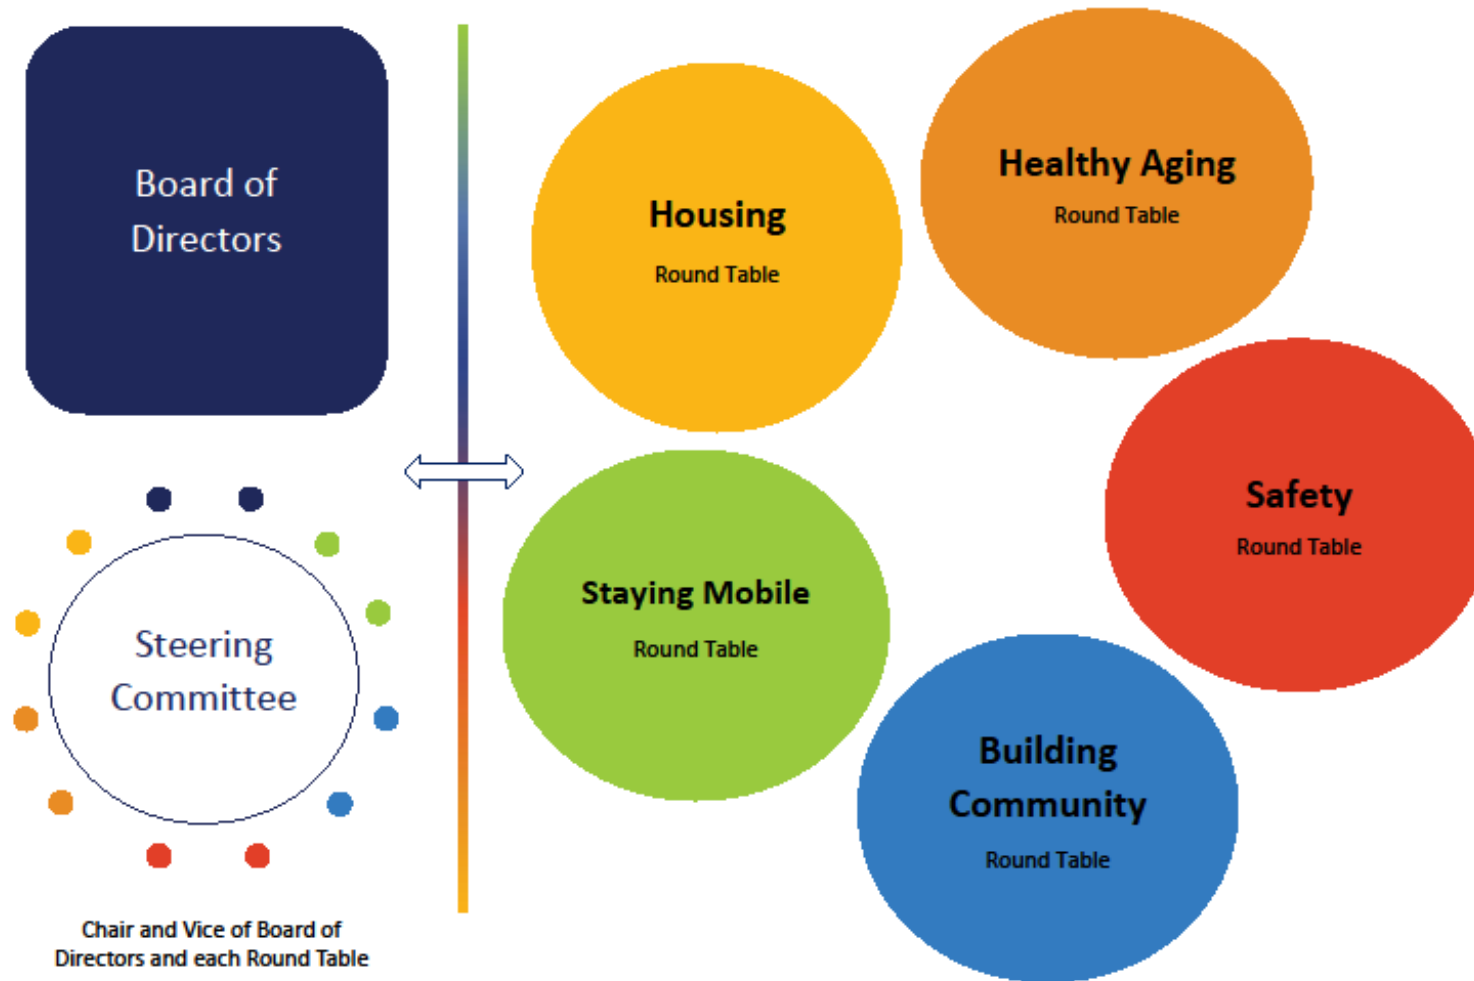 Board of
Directors
Steering
Committee
Chair and Vice of Board of
Directors and each Round Table
Housing
Round Table
Healthy Aging
Round Table
Safety
Round Table
Staying Mobile
Round Table
Building
Community
Round Table